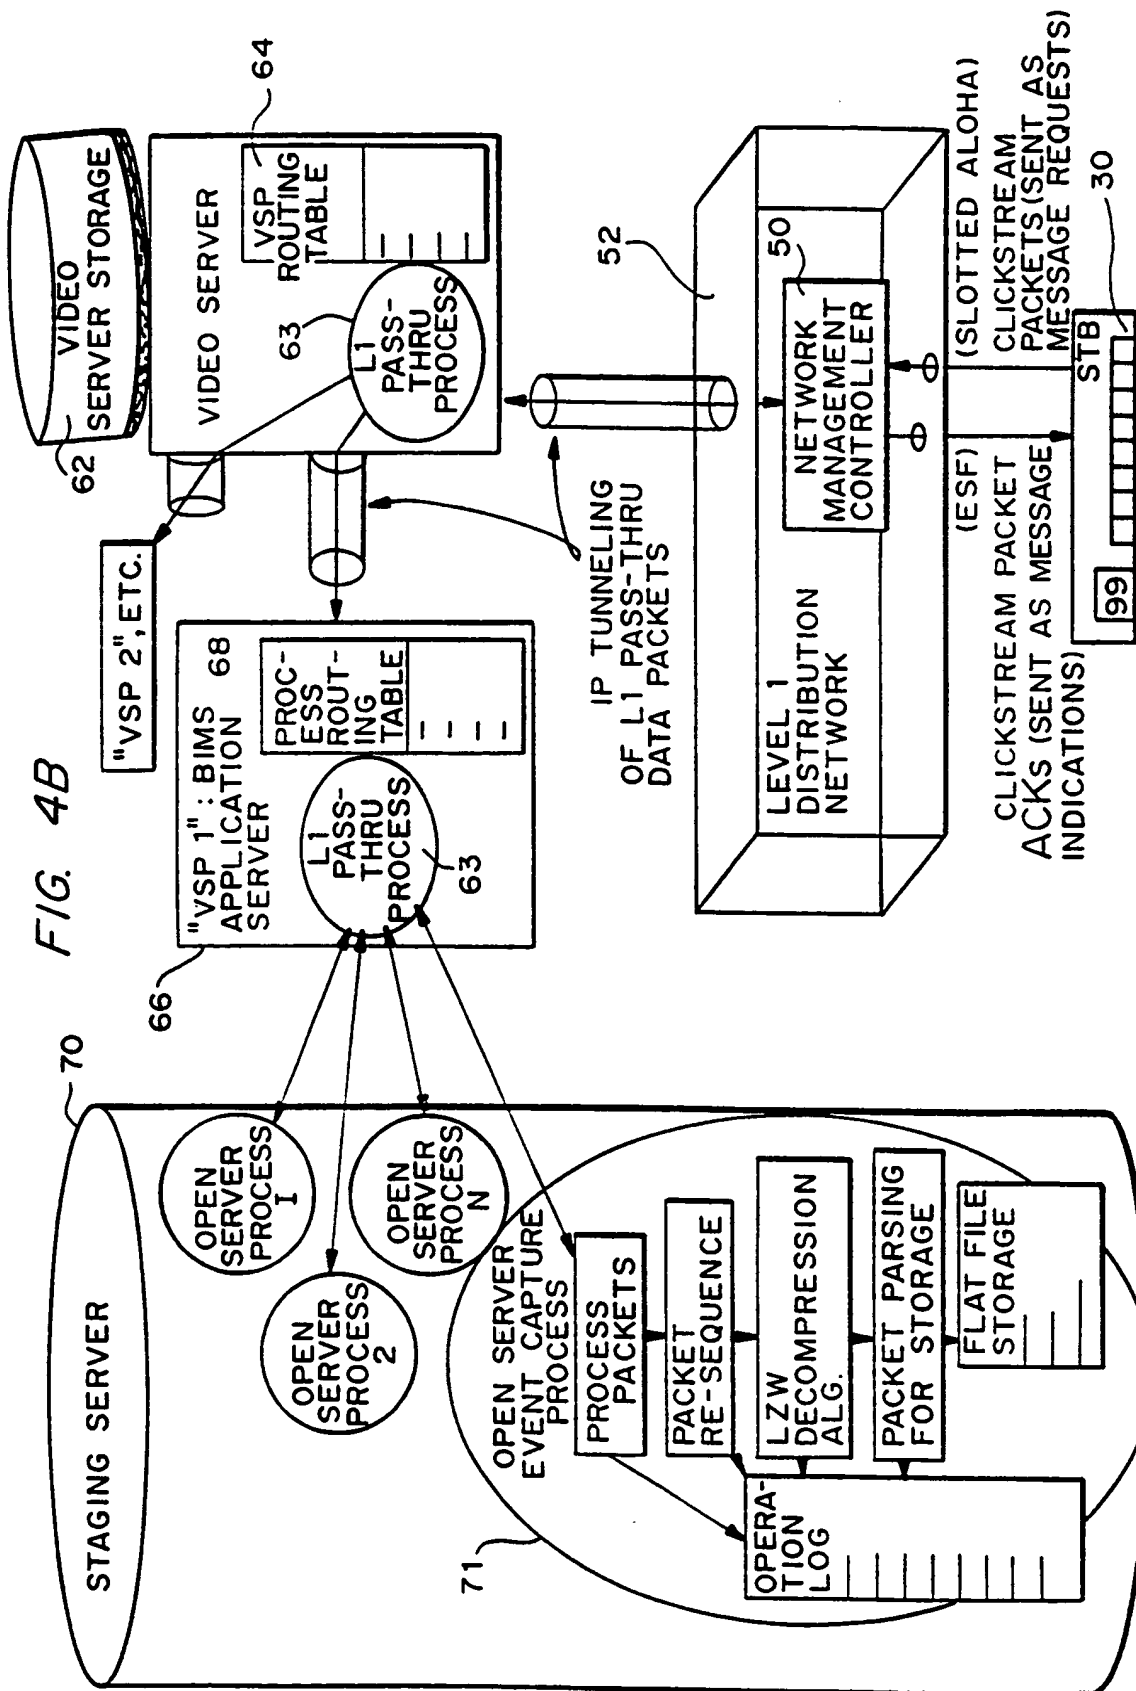 FIG. 4B
STAGING SERVER
70
OPEN
SERVER
PROCESS
I
OPEN
SERVER
PROCESS
2
OPEN
SERVER
PROCESS
N
71
OPEN SERVER
EVENT CAPTURE
PROCESS
PROCESS
PACKETS
PACKET
RE-SEQUENCE
LZW
DECOMPRESSION
ALG.
PACKET PARSING
FOR STORAGE
FLAT FILE
STORAGE
OPERA-
TION
LOG
66
"VSP 1" : BIMS
APPLICATION
SERVER
68
L1
PASS-
THRU
PROCESS
63
PROC-
ESS
ROUT-
ING
TABLE
"VSP 2", ETC.
62
VIDEO
SERVER STORAGE
VIDEO SERVER
64
VSP
ROUTING
TABLE
63
L1
PASS-
THRU
PROCESS
IP TUNNELING
OF L1 PASS-THRU
DATA PACKETS
52
LEVEL 1
DISTRIBUTION
NETWORK
50
NETWORK
MANAGEMENT
CONTROLLER
(ESF)
(SLOTTED ALOHA)
CLICKSTREAM PACKET
ACKs (SENT AS MESSAGE
INDICATIONS)
CLICKSTREAM
PACKETS (SENT AS
MESSAGE REQUESTS)
30
STB
99